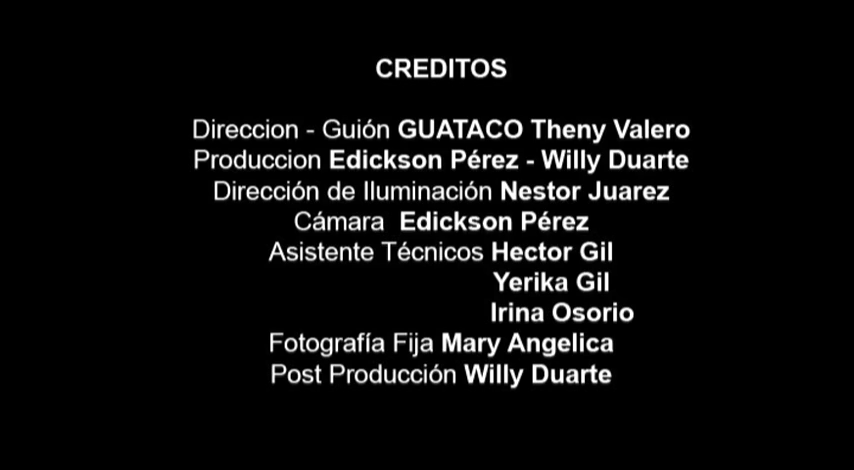 CREDITOS
Direccion - Guión GUATACO Theny Valero
Produccion Edickson Pérez - Willy Duarte
Dirección de Iluminación Nestor Juarez
Cámara Edickson Pérez
Asistente Técnicos Hector Gil
Yerika Gil
Irina Osorio
Fotografía Fija Mary Angelica
Post Producción Willy Duarte